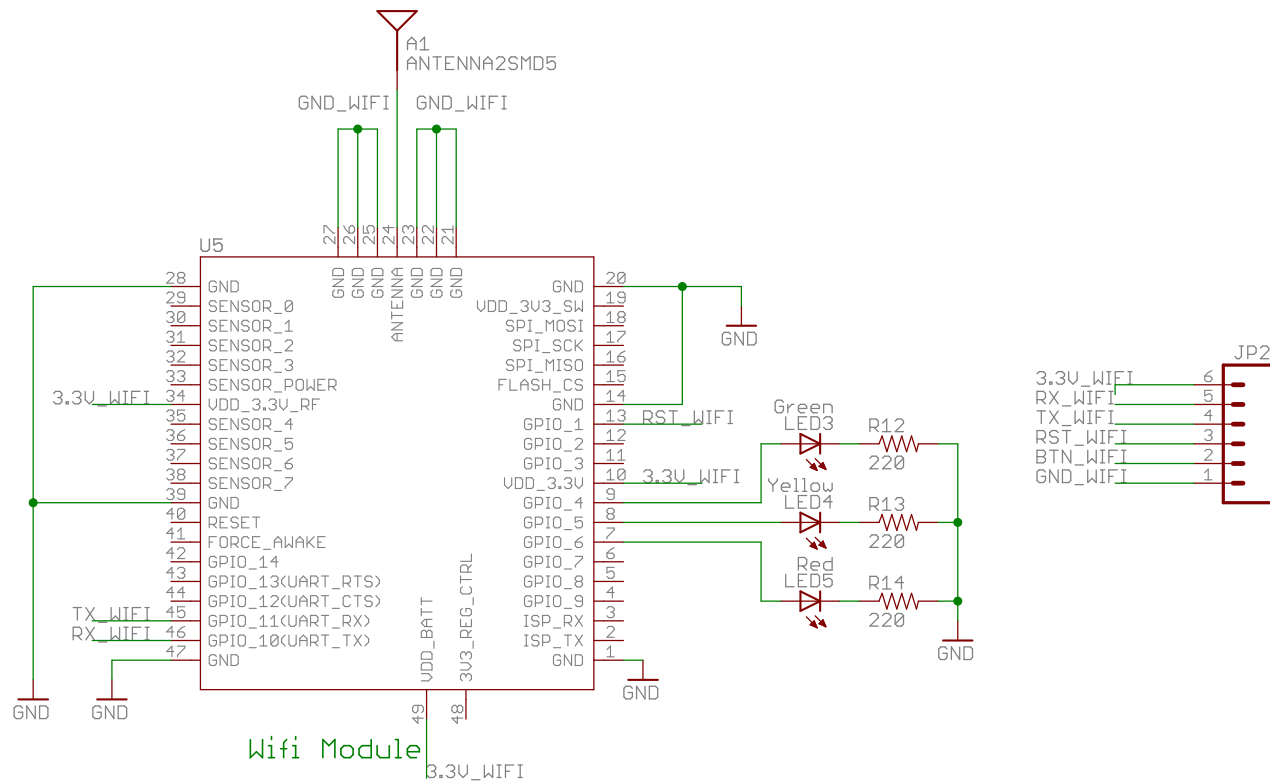 A1
ANTENNA2SMD5
GND_WIFI
GND_WIFI
27
26
25
24
23
22
21
GND
GND
GND
ANTENNA
GND
GND
GND
U5
28 GND
29 SENSOR_0
30 SENSOR_1
31 SENSOR_2
32 SENSOR_3
33 SENSOR_POWER
3.3V_WIFI 34 VDD_3.3V_RF
35 SENSOR_4
36 SENSOR_5
37 SENSOR_6
38 SENSOR_7
39 GND
40 RESET
41 FORCE_AWAKE
42 GPIO_14
43 GPIO_13(UART_RTS)
44 GPIO_12(UART_CTS)
TX_WIFI 45 GPIO_11(UART_RX)
RX_WIFI 46 GPIO_10(UART_TX)
47 GND
GND
GND
GND 20
VDD_3V3_SW 19
SPI_MOSI 18
SPI_SCK 17
SPI_MISO 16
FLASH_CS 15
GND 14
GPIO_1 13 RST_WIFI
GPIO_2 12
GPIO_3 11
VDD_3.3V 10 3.3V_WIFI
GPIO_4 9
GPIO_5 8
GPIO_6 7
GPIO_7 6
GPIO_8 5
GPIO_9 4
ISP_RX 3
ISP_TX 2
GND 1
GND
GND
VDD_BATT
3V3_REG_CTRL
49
48
Wifi Module
3.3V_WIFI
Green
LED3
R12
220
Yellow
LED4
R13
220
Red
LED5
R14
220
GND
JP2
3.3V_WIFI 6
RX_WIFI 5
TX_WIFI 4
RST_WIFI 3
BTN_WIFI 2
GND_WIFI 1